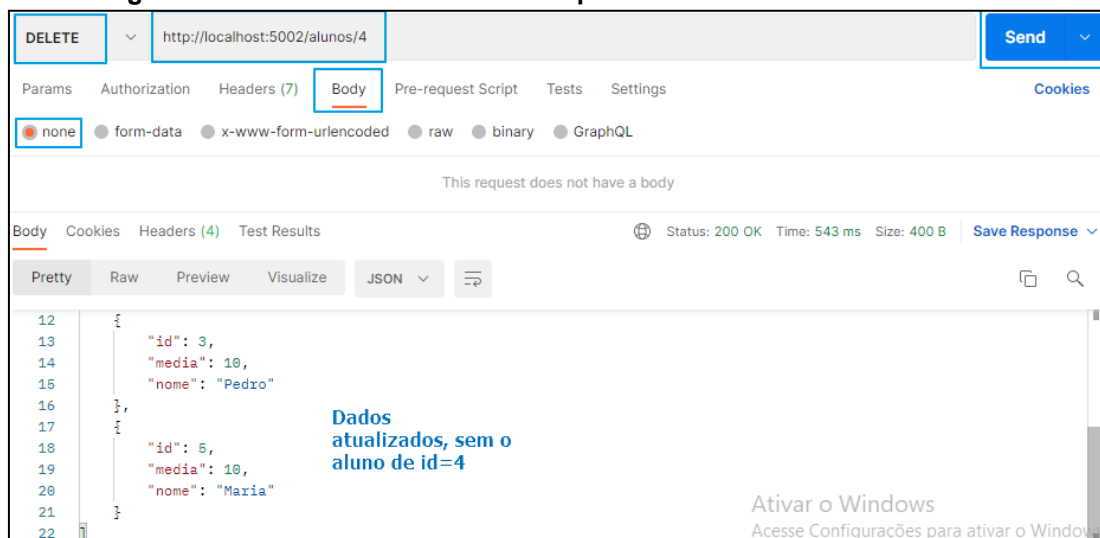 DELETE http://localhost:5002/alunos/4 Send
Params Authorization Headers (7) Body Pre-request Script Tests Settings Cookies
none form-data x-www-form-urlencoded raw binary GraphQL
This request does not have a body
Body Cookies Headers (4) Test Results Status: 200 OK Time: 543 ms Size: 400 B Save Response
Pretty Raw Preview Visualize JSON
12 {
13 "id": 3,
14 "media": 10,
15 "nome": "Pedro"
16 },
17 {
18 "id": 5,
19 "media": 10,
20 "nome": "Maria"
21 }
22 ]
Dados
atualizados, sem o
aluno de id=4
Ativar o Windows
Acesse Configurações para ativar o Window